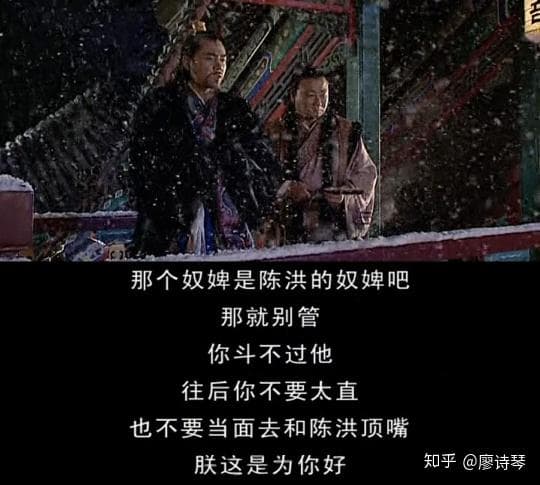 那个奴婢是陈洪的奴婢吧
那就别管
你斗不过他
往后你不要太直
也不要当面去和陈洪顶嘴
朕这是为你好
知乎 @廖诗琴